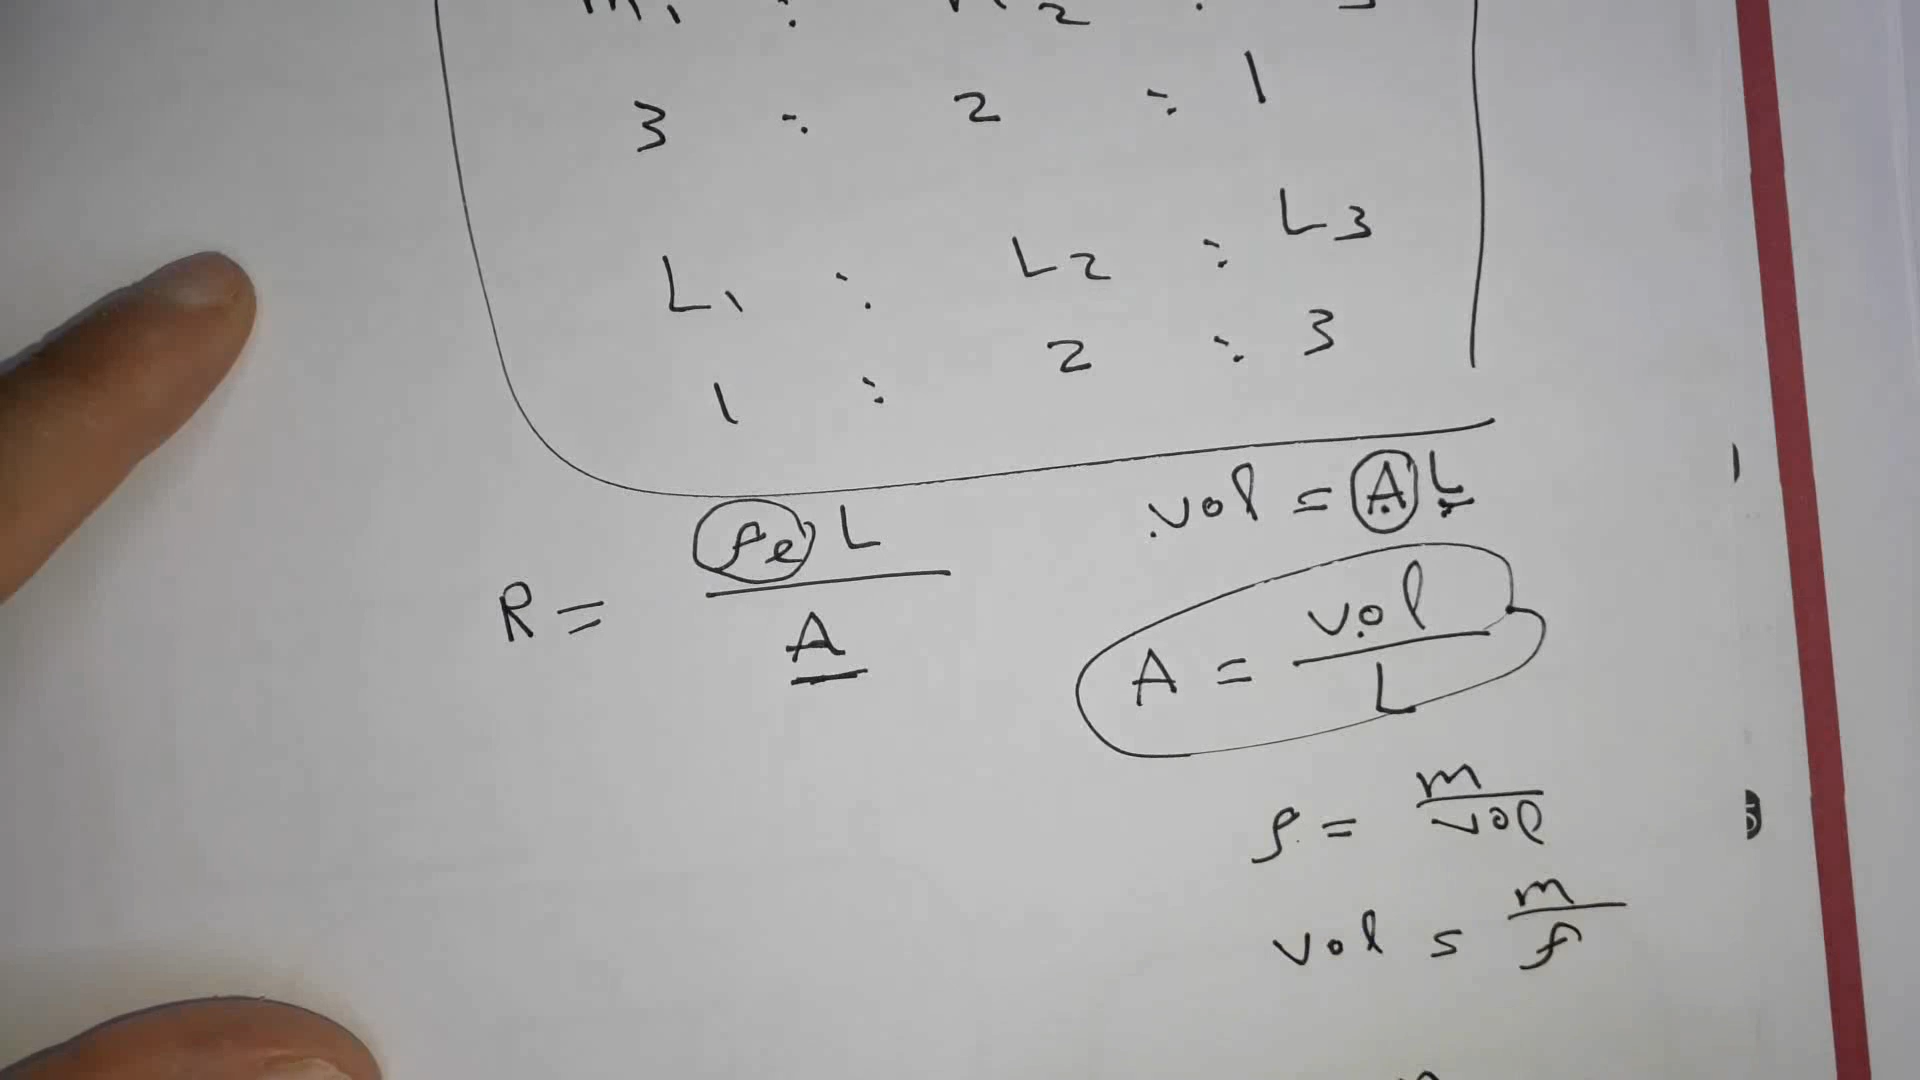 3 : 2 : 1
L1 : L2 : L3
1 : 2 : 3
R = ρe L / A
vol = A L
A = vol / L
ρ = m / vol
vol = m / ρ